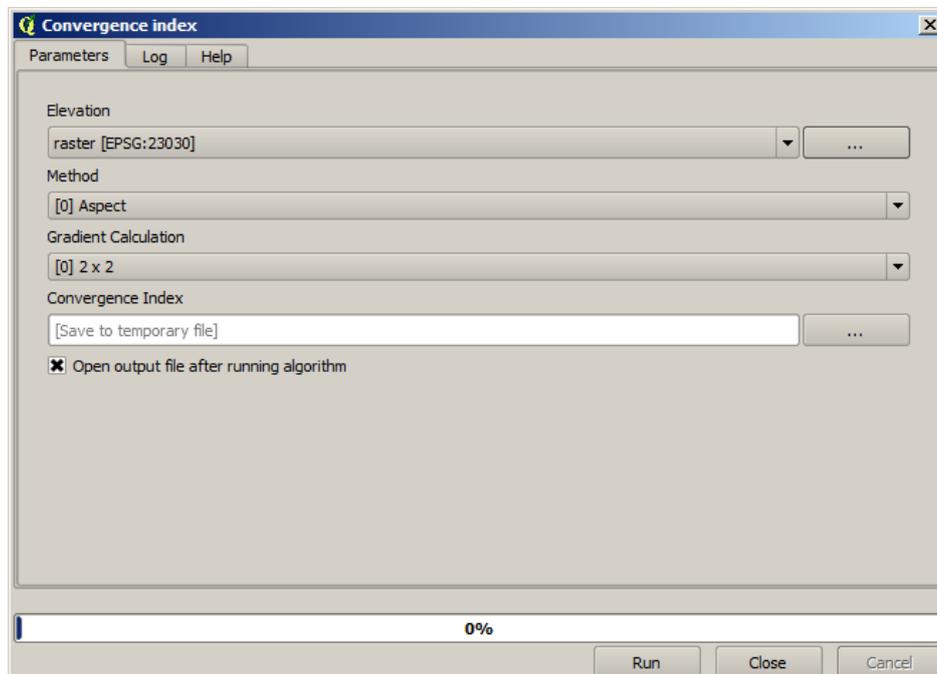 Convergence index
Parameters Log Help
Elevation
raster [EPSG:23030]
...
Method
[0] Aspect
Gradient Calculation
[0] 2 x 2
Convergence Index
[Save to temporary file]
...
Open output file after running algorithm
0%
Run Close Cancel